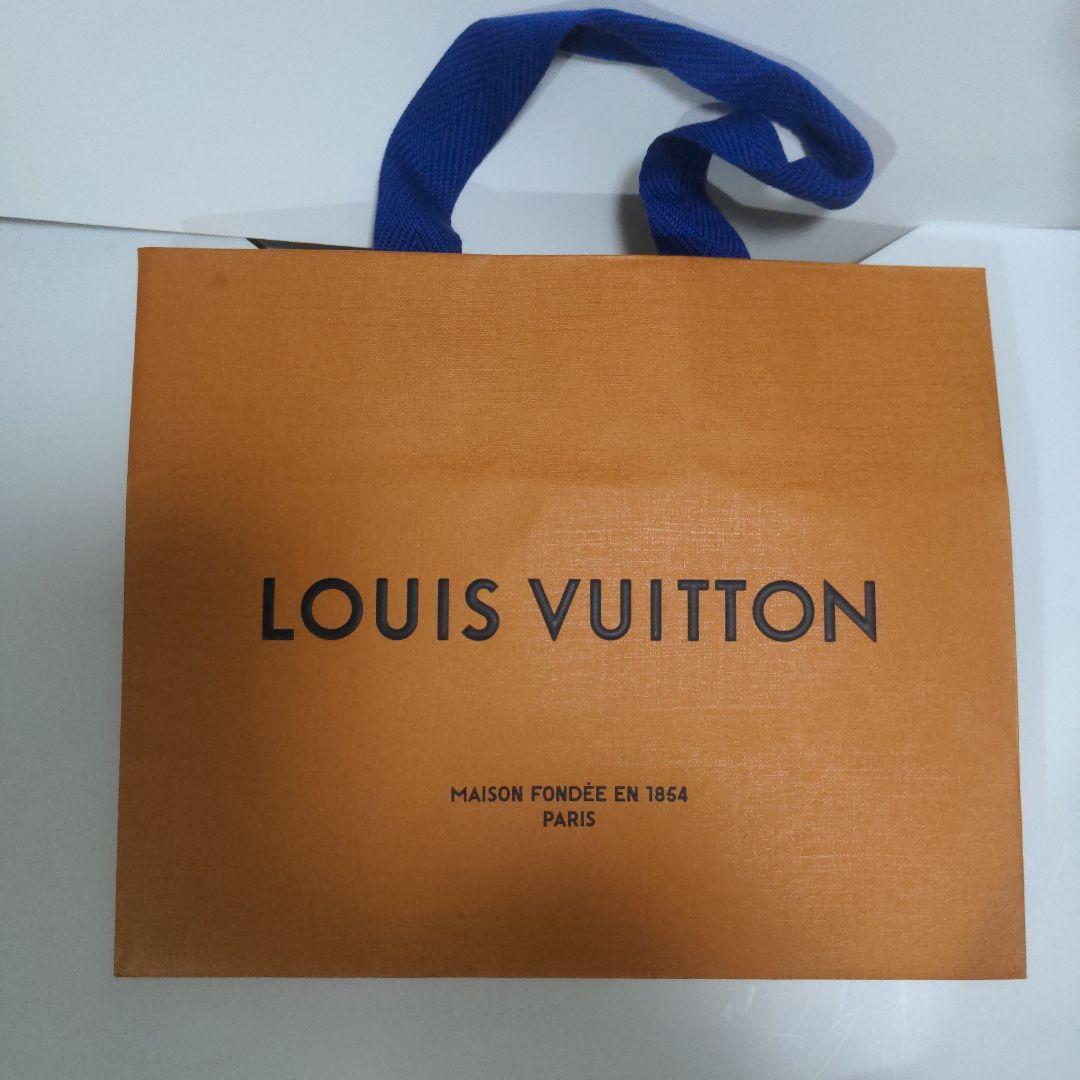 LOUIS VUITTON
MAISON FONDÉE EN 1854
PARIS